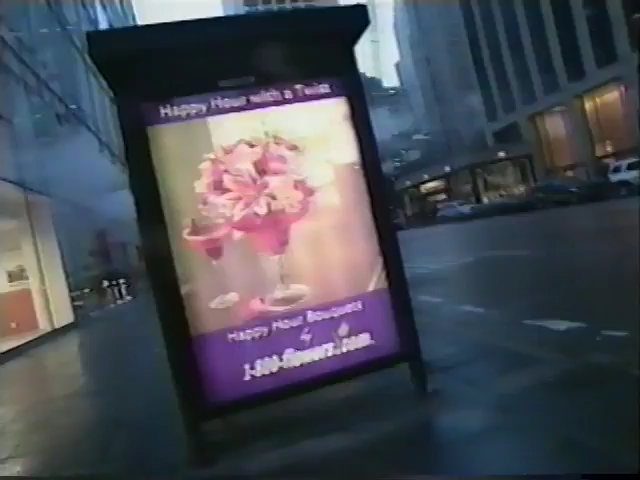 Happy Hour with a Twist
Happy Hour Bouquets
by
1-800-flowers.com.